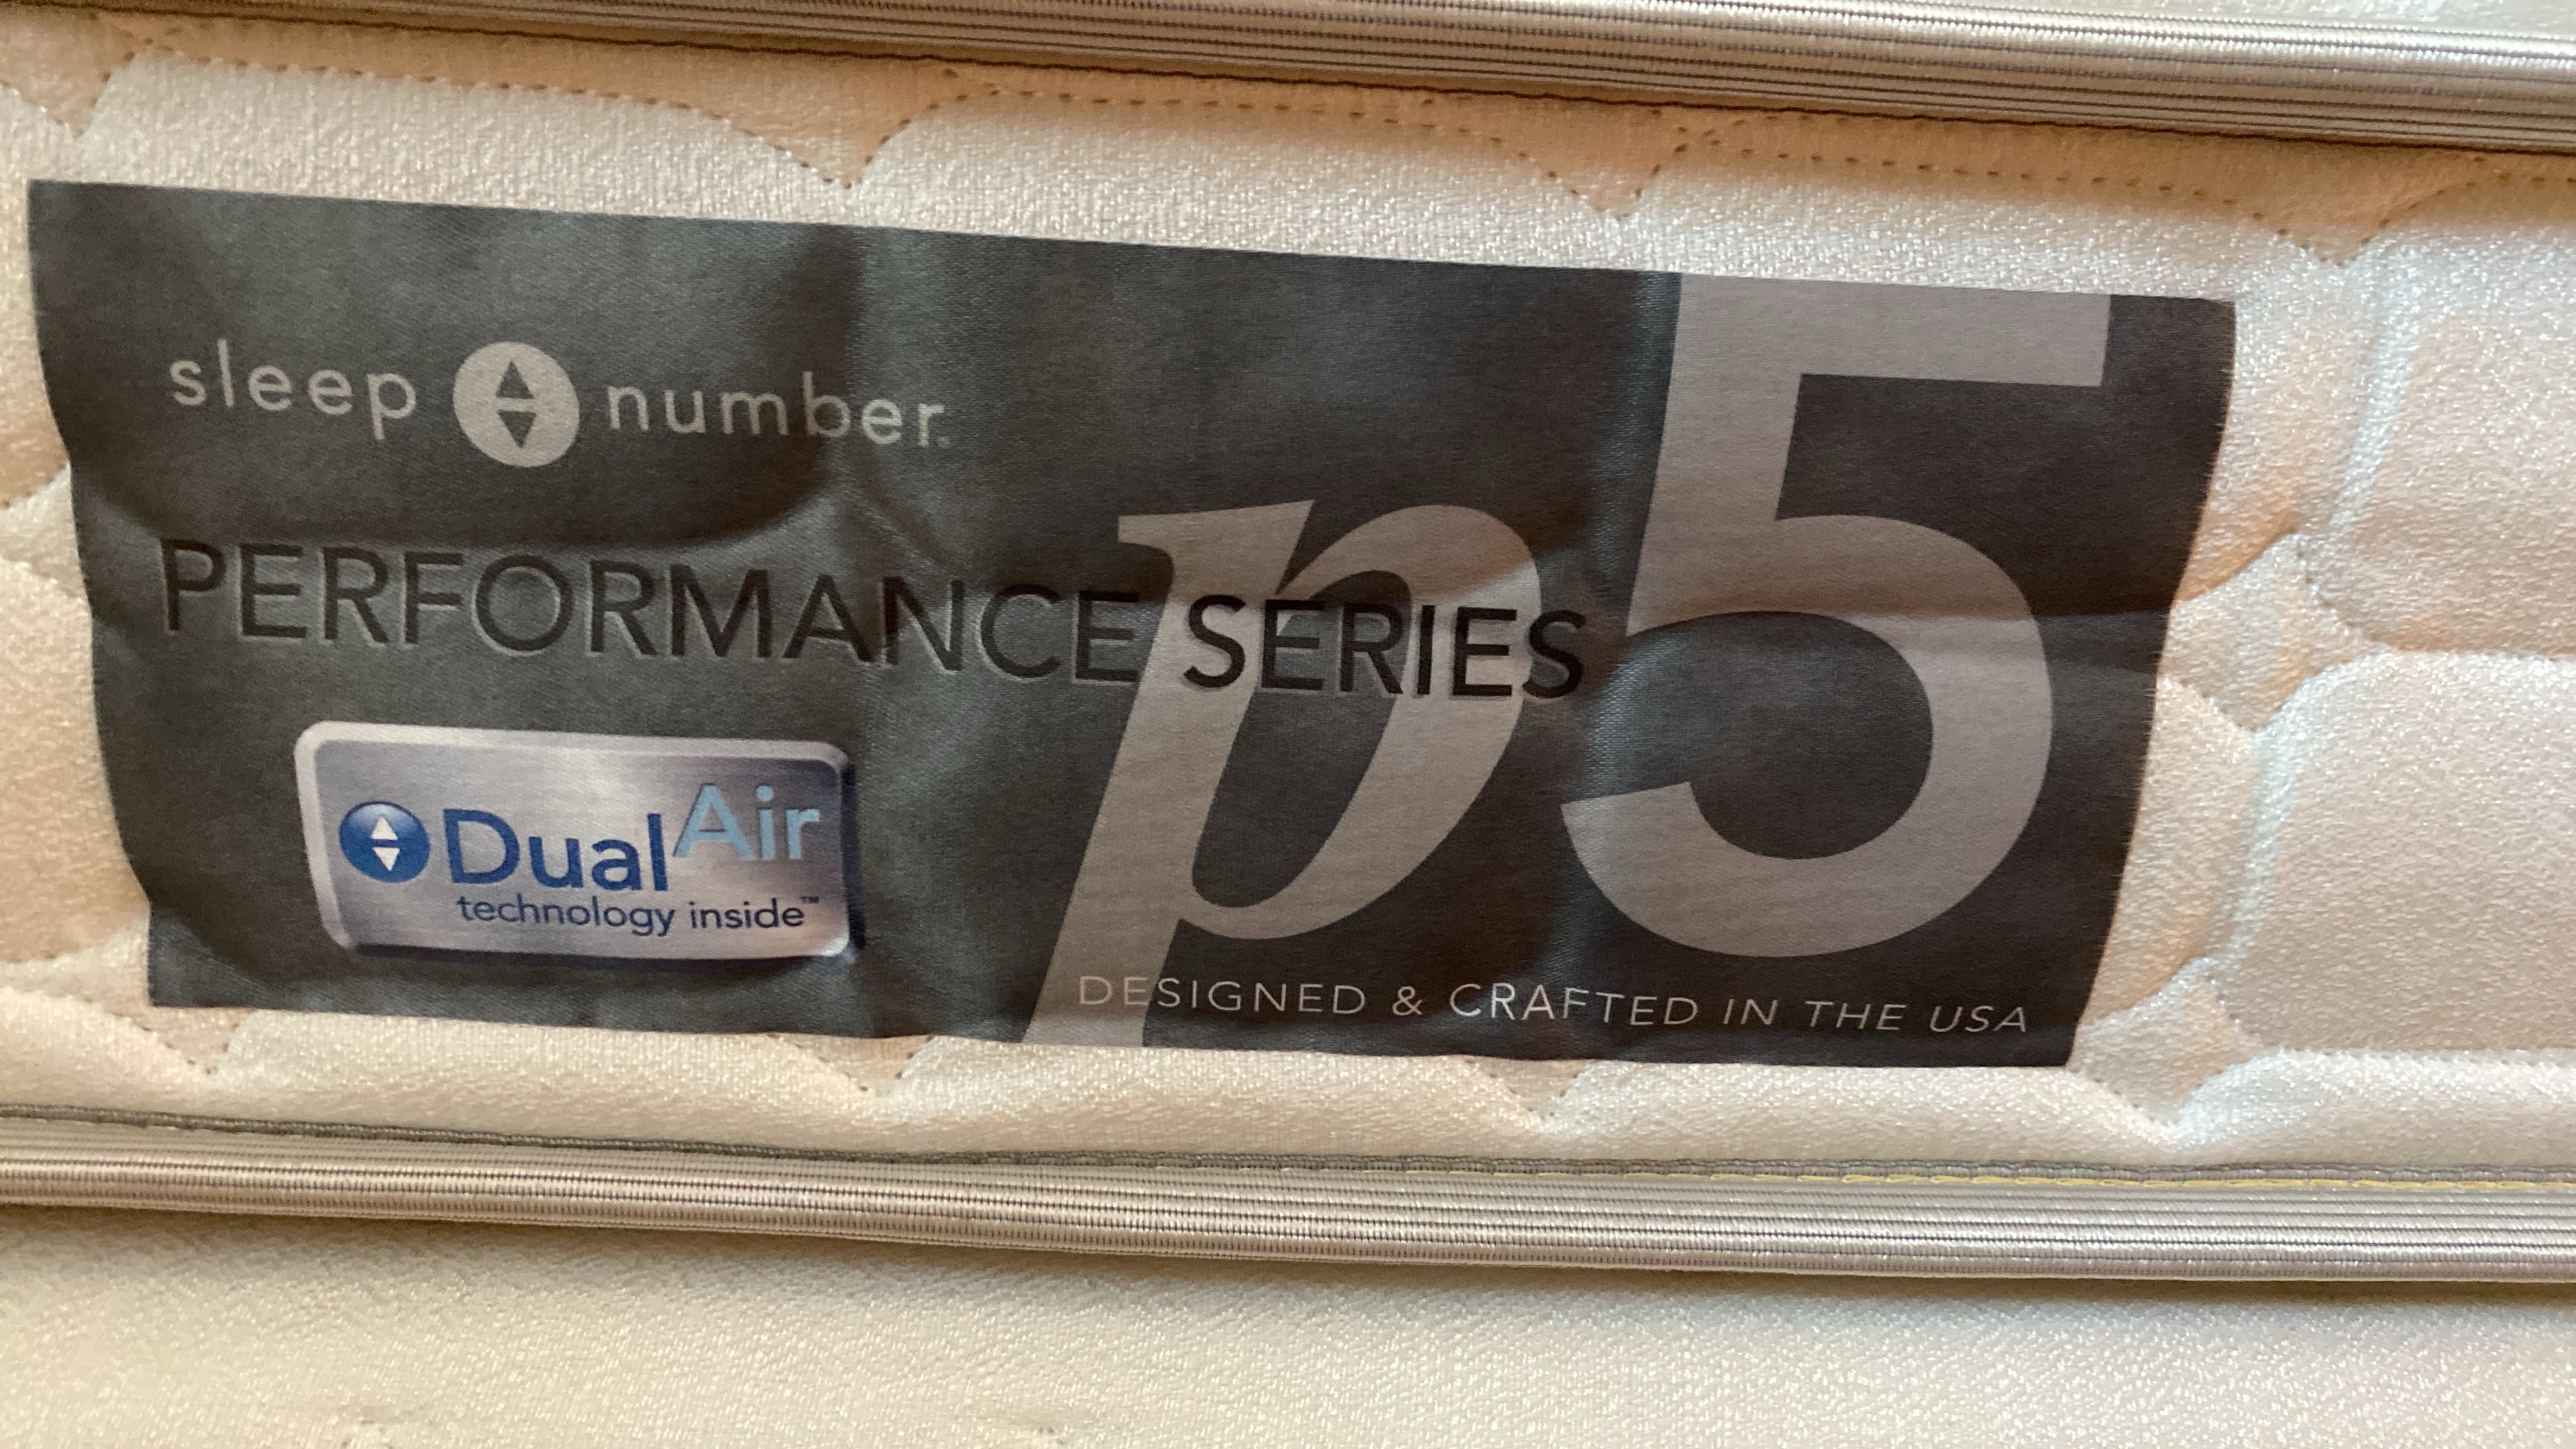 sleep number
PERFORMANCE SERIES
p5
DualAir
technology inside™
DESIGNED & CRAFTED IN THE USA